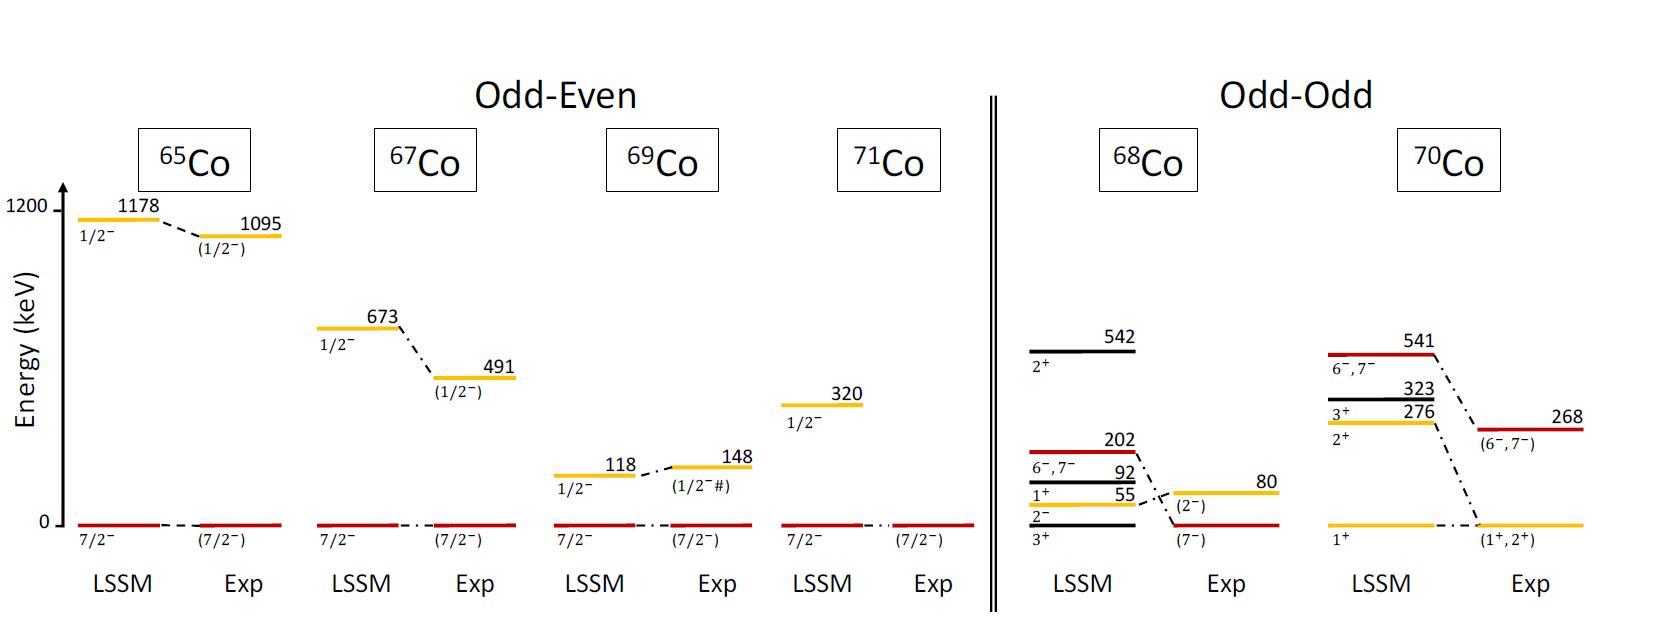 Odd-Even
Odd-Odd
⁶⁵Co
⁶⁷Co
⁶⁹Co
⁷¹Co
⁶⁸Co
⁷⁰Co
Energy (keV)
1200
0
1178
1/2⁻
7/2⁻
LSSM
1095
(1/2⁻)
(7/2⁻)
Exp
673
1/2⁻
7/2⁻
LSSM
491
(1/2⁻)
(7/2⁻)
Exp
118
1/2⁻
7/2⁻
LSSM
148
(1/2⁻#)
(7/2⁻)
Exp
320
1/2⁻
7/2⁻
LSSM
(7/2⁻)
Exp
542
2⁺
202
6⁻,7⁻
92
1⁺
55
2⁻
3⁺
LSSM
80
(2⁻)
(7⁻)
Exp
541
6⁻,7⁻
323
3⁺
276
2⁺
1⁺
LSSM
268
(6⁻,7⁻)
(1⁺,2⁺)
Exp